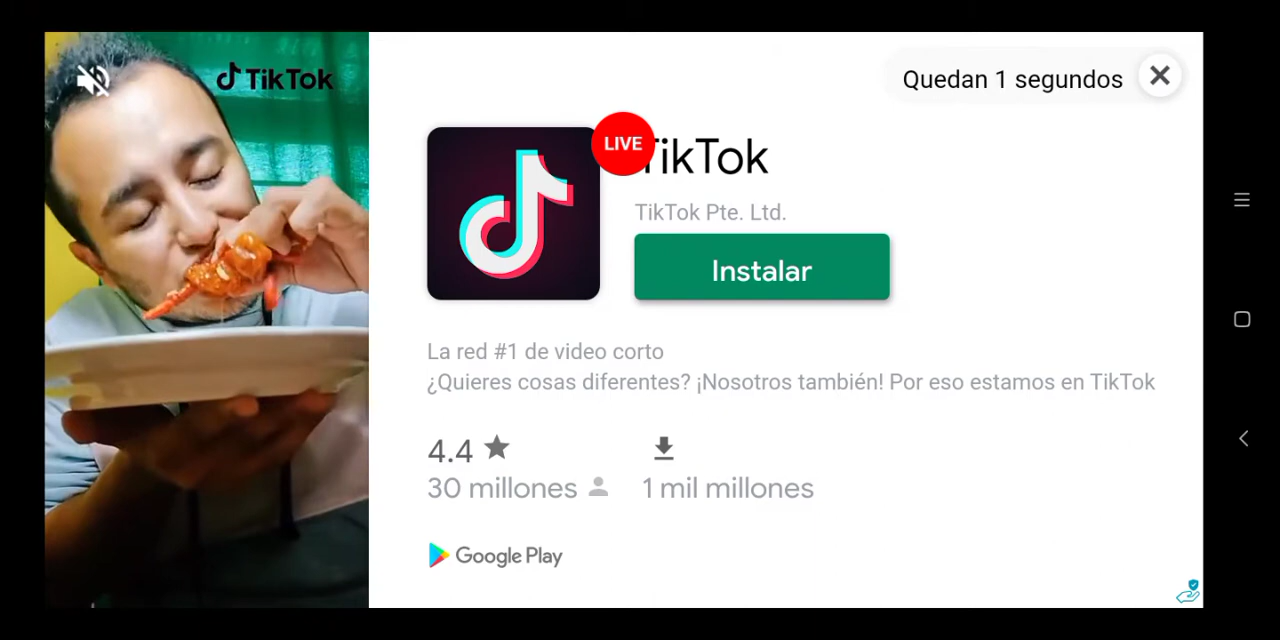 TikTok
Quedan 1 segundos
LIVE
TikTok
TikTok Pte. Ltd.
Instalar
La red #1 de video corto
¿Quieres cosas diferentes? ¡Nosotros también! Por eso estamos en TikTok
4.4
30 millones
1 mil millones
Google Play